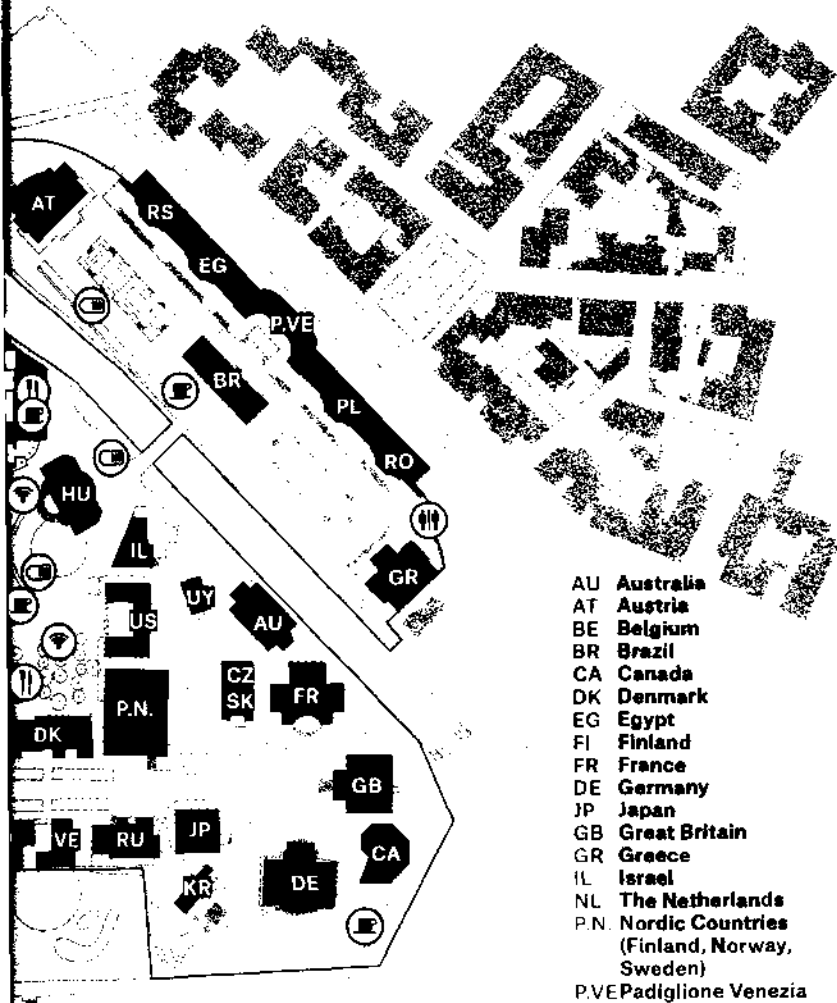 AT
RS
EG
P.VE
BR
PL
RO
HU
IL
GR
UY
US
AU
CZ
SK
FR
P.N.
DK
GB
VE
RU
JP
CA
KR
DE
AU Australia
AT Austria
BE Belgium
BR Brazil
CA Canada
DK Denmark
EG Egypt
FI Finland
FR France
DE Germany
JP Japan
GB Great Britain
GR Greece
IL Israel
NL The Netherlands
P.N. Nordic Countries
(Finland, Norway,
Sweden)
P.VE Padiglione Venezia